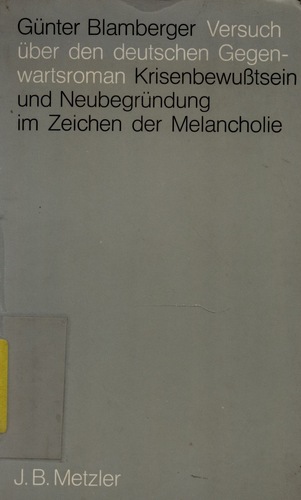 Günter Blamberger Versuch
über den deutschen Gegen-
wartsroman Krisenbewußtsein
und Neubegründung
im Zeichen der Melancholie
J. B. Metzler